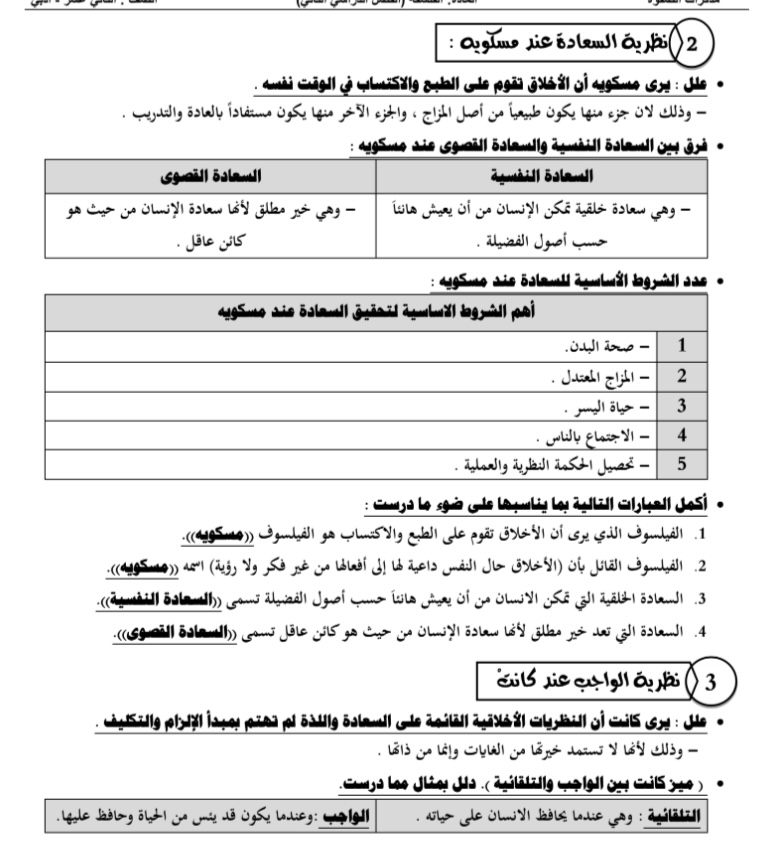 2 نظرية السعادة عند مسكويه :
• علل : يرى مسكويه أن الأخلاق تقوم على الطبع والاكتساب في الوقت نفسه .
– وذلك لان جزء منها يكون طبيعياً من أصل المزاج ، والجزء الآخر منها يكون مستفاداً بالعادة والتدريب .
• فرق بين السعادة النفسية والسعادة القصوى عند مسكويه :
السعادة النفسية	السعادة القصوى
– وهي سعادة خلقية تمكن الإنسان من أن يعيش هانئاً	– وهي خير مطلق لأنها سعادة الإنسان من حيث هو
حسب أصول الفضيلة .	كائن عاقل .
• عدد الشروط الأساسية للسعادة عند مسكويه :
أهم الشروط الاساسية لتحقيق السعادة عند مسكويه
1 – صحة البدن.
2 – المزاج المعتدل .
3 – حياة اليسر .
4 – الاجتماع بالناس .
5 – تحصيل الحكمة النظرية والعملية .
• أكمل العبارات التالية بما يناسبها على ضوء ما درست :
1. الفيلسوف الذي يرى أن الأخلاق تقوم على الطبع والاكتساب هو الفيلسوف ((مسكويه)).
2. الفيلسوف القائل بأن (الأخلاق حال النفس داعية لها إلى أفعالها من غير فكر ولا رؤية) اسمه ((مسكويه)).
3. السعادة الخلقية التي تمكن الانسان من أن يعيش هانئاً حسب أصول الفضيلة تسمى ((السعادة النفسية)).
4. السعادة التي تعد خير مطلق لأنها سعادة الإنسان من حيث هو كائن عاقل تسمى ((السعادة القصوى)).
3 نظرية الواجب عند كانت
• علل : يرى كانت أن النظريات الأخلاقية القائمة على السعادة واللذة لم تهتم بمبدأ الإلزام والتكليف .
– وذلك لأنها لا تستمد خيرتها من الغايات وإنما من ذاتها .
• ( ميز كانت بين الواجب والتلقائية ). دلل بمثال مما درست.
التلقائية : وهي عندما يحافظ الانسان على حياته .	الواجب :وعندما يكون قد يئس من الحياة وحافظ عليها.